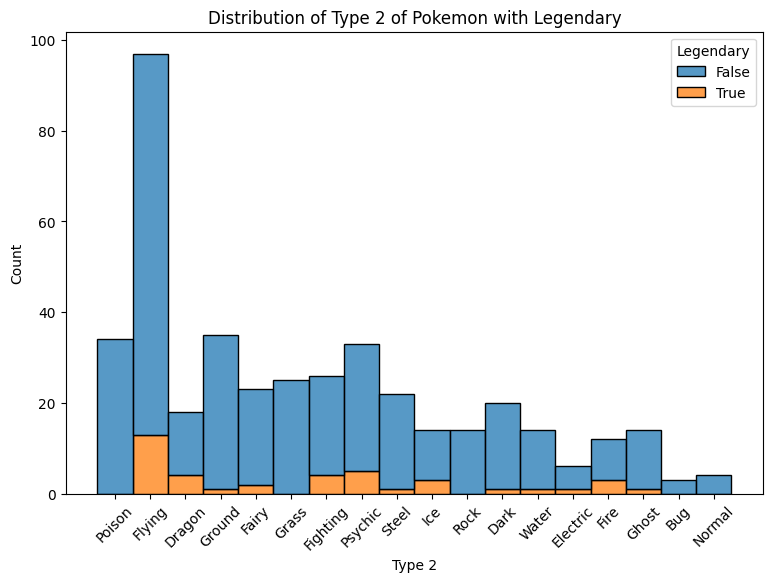 Distribution of Type 2 of Pokemon with Legendary
100
80
60
40
20
0
Count
Legendary
False
True
Poison
Flying
Dragon
Ground
Fairy
Grass
Fighting
Psychic
Steel
Ice
Rock
Dark
Water
Electric
Fire
Ghost
Bug
Normal
Type 2